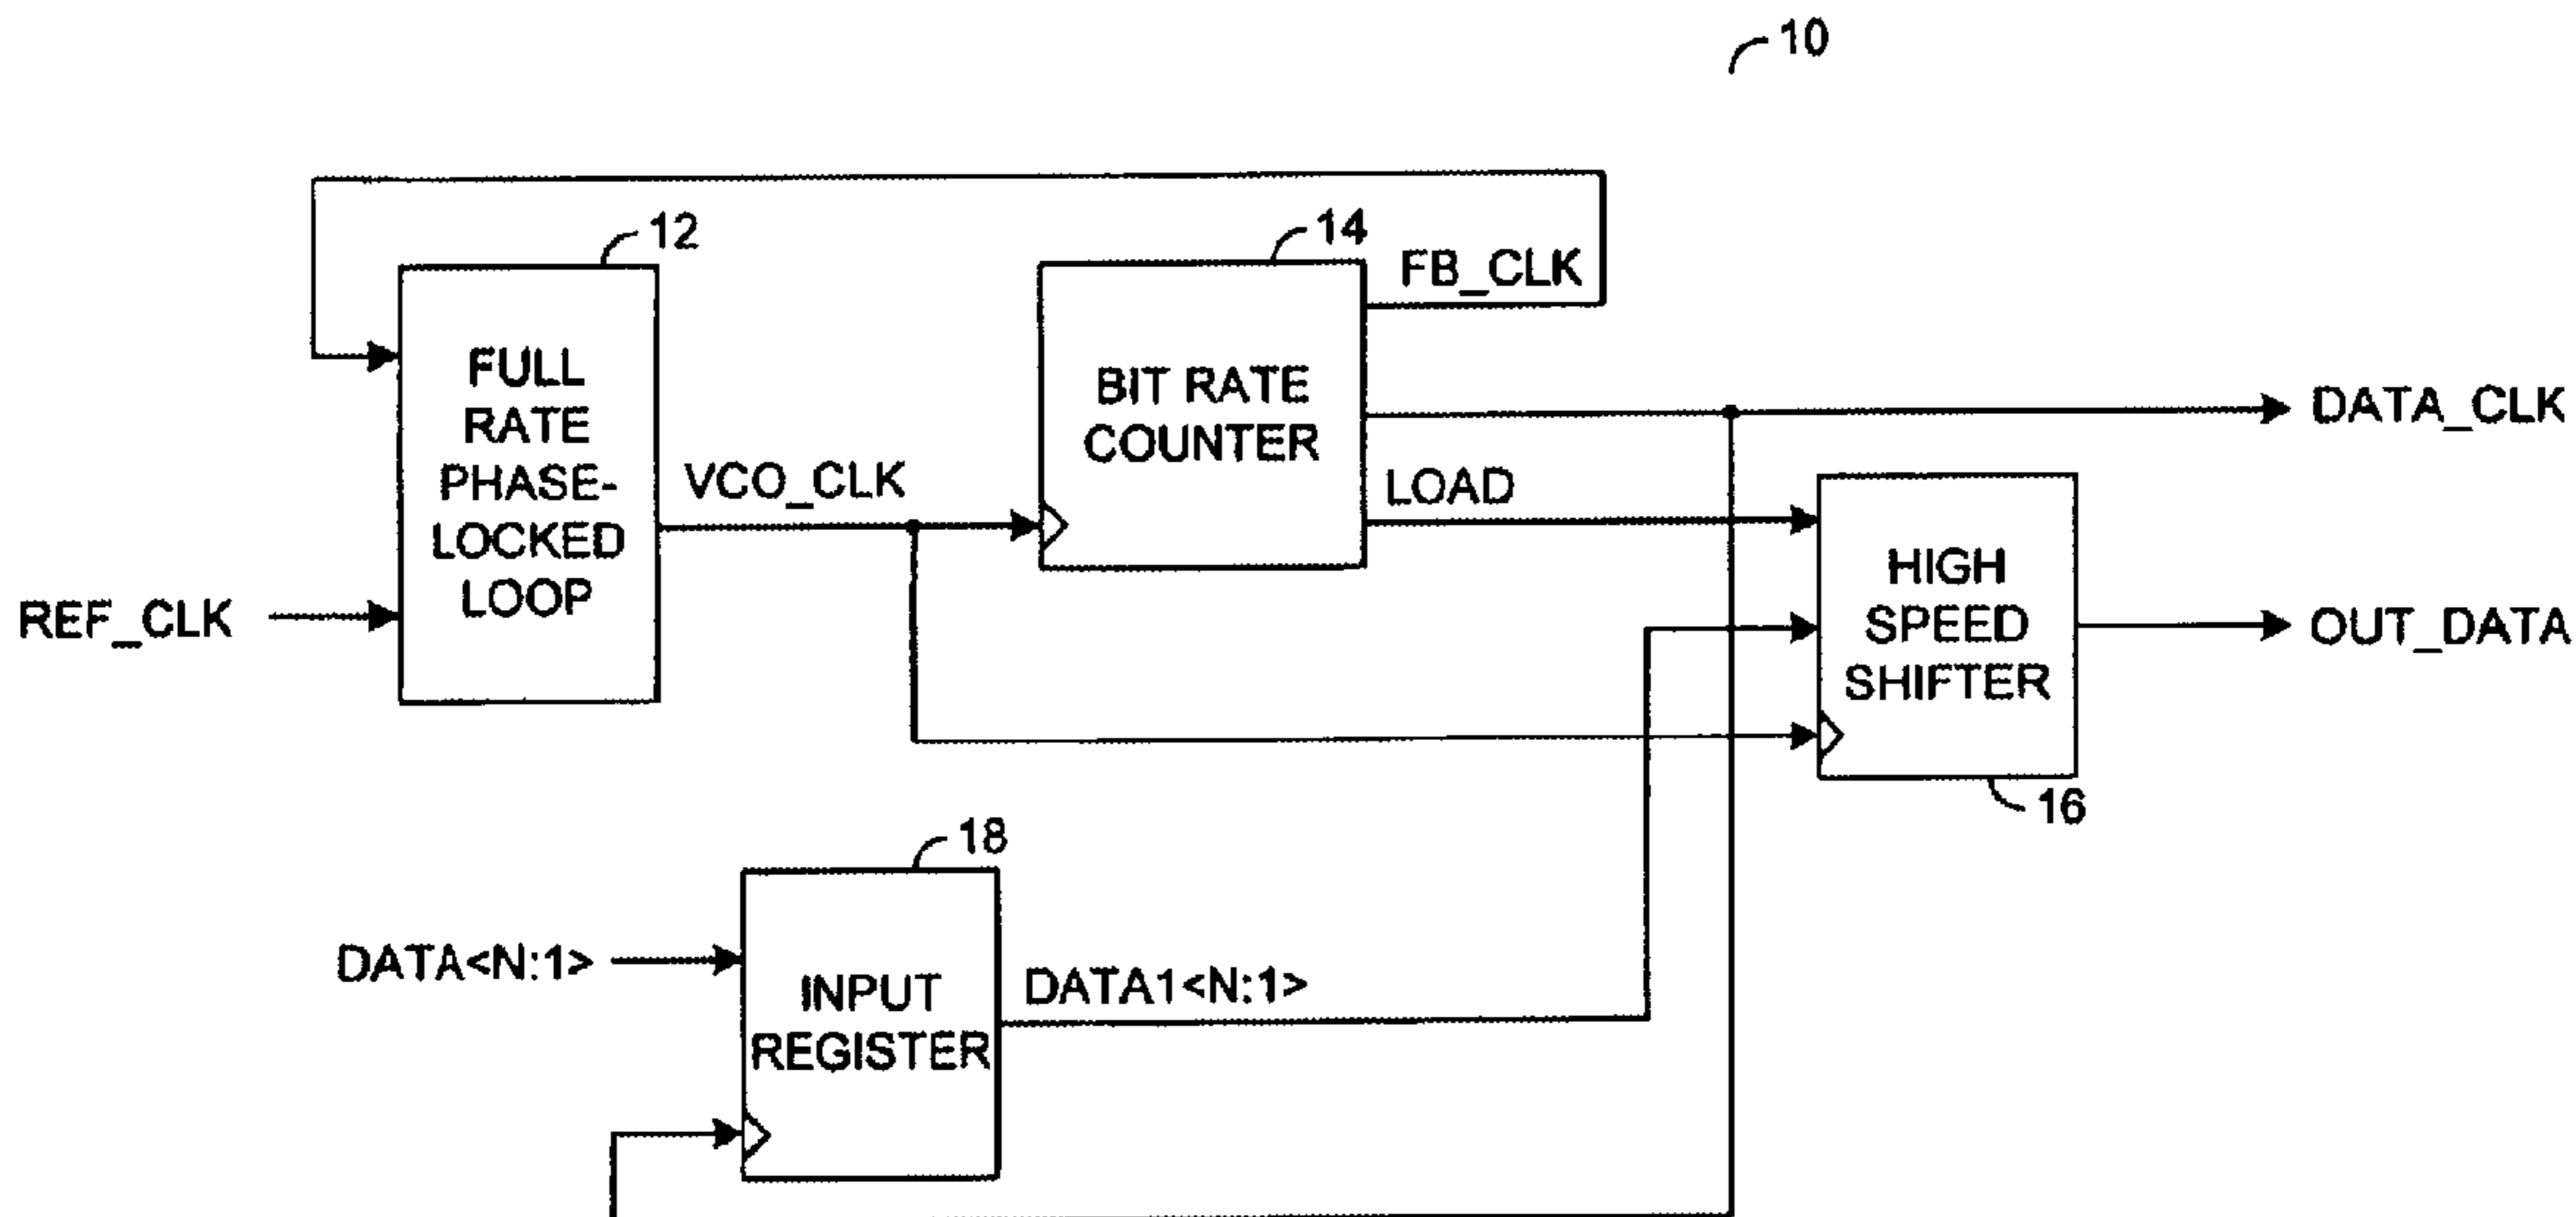 10
12
FULL
RATE
PHASE-
LOCKED
LOOP
REF_CLK
VCO_CLK
14
BIT RATE
COUNTER
FB_CLK
DATA_CLK
LOAD
HIGH
SPEED
SHIFTER
16
OUT_DATA
18
DATA<N:1>
INPUT
REGISTER
DATA1<N:1>